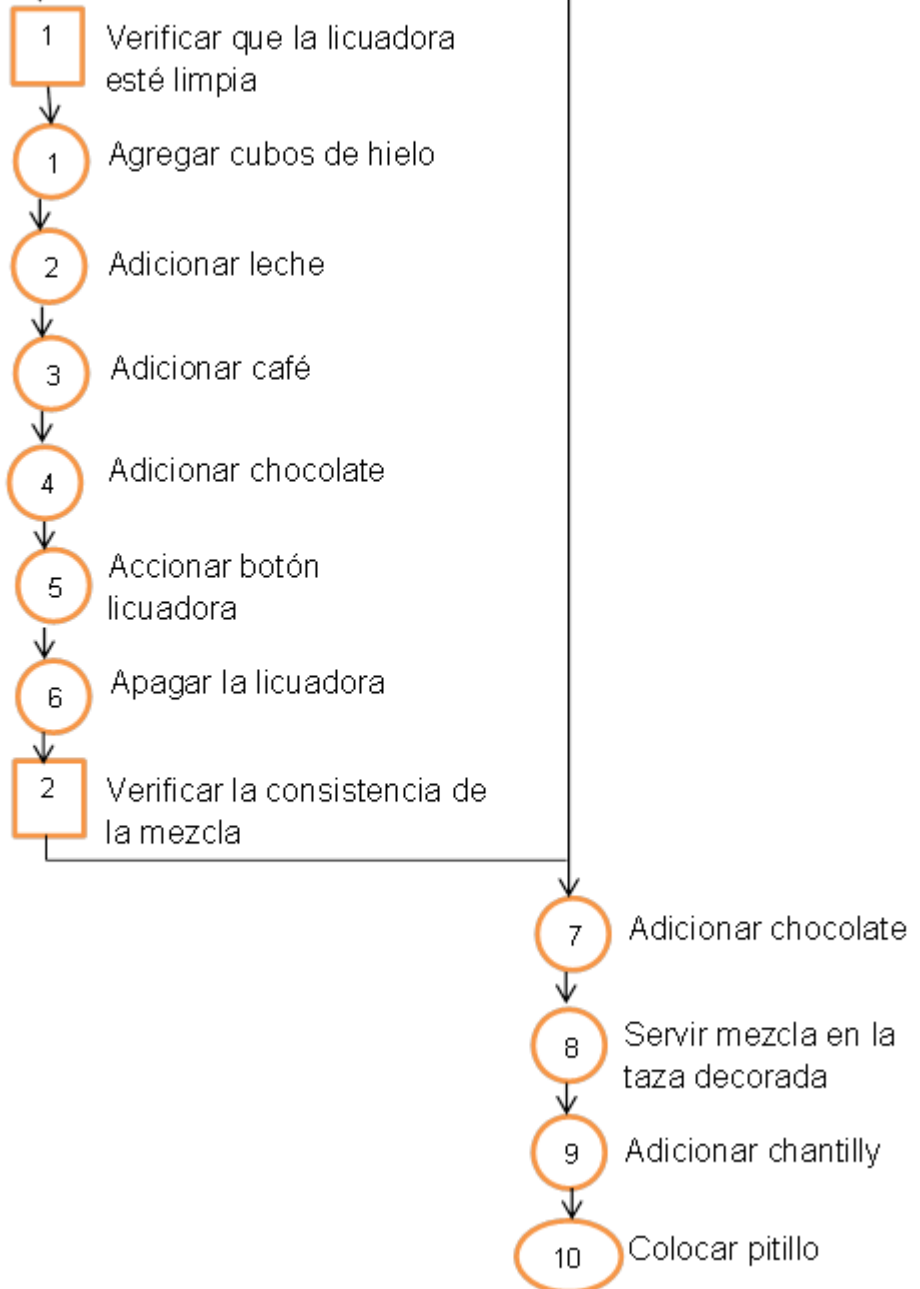 1
Verificar que la licuadora
esté limpia
1
Agregar cubos de hielo
2
Adicionar leche
3
Adicionar café
4
Adicionar chocolate
5
Accionar botón
licuadora
6
Apagar la licuadora
2
Verificar la consistencia de
la mezcla
7
Adicionar chocolate
8
Servir mezcla en la
taza decorada
9
Adicionar chantilly
10
Colocar pitillo